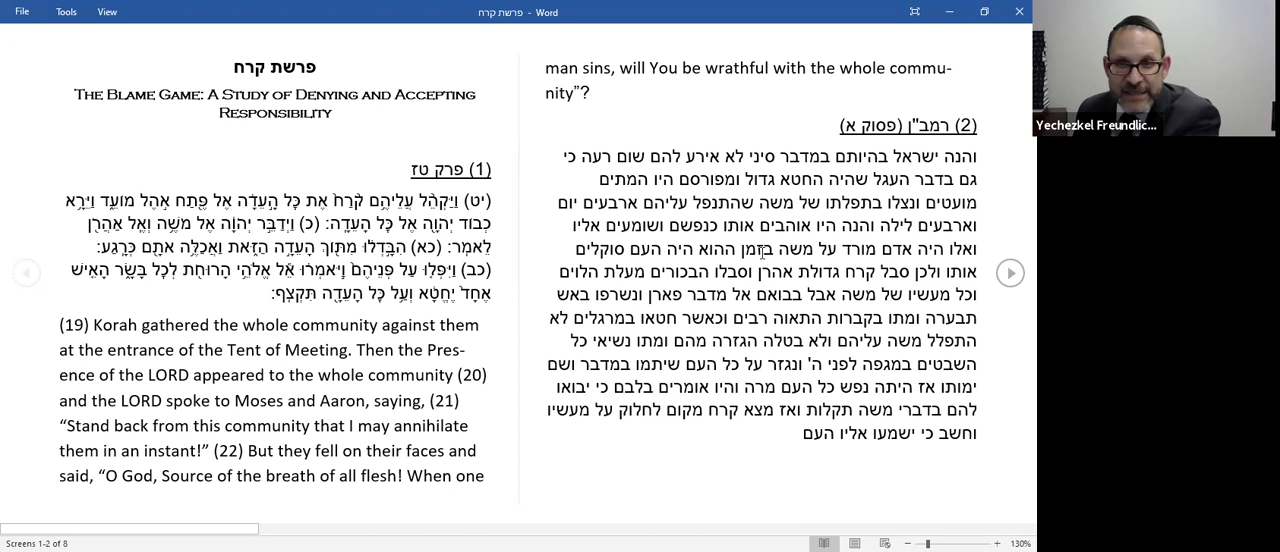 File
Tools
View
פרשת קרח - Word
פרשת קרח
THE BLAME GAME: A STUDY OF DENYING AND ACCEPTING
RESPONSIBILITY
(1) פרק טז
(יט) וַיַּקְהֵ֨ל עֲלֵיהֶ֥ם קֹ֙רַח֙ אֶת כׇּל הָ֣עֵדָ֔ה אֶל פֶּ֖תַח אֹ֣הֶל מוֹעֵ֑ד וַיֵּרָ֥א
כְבוֹד יְהֹוָ֖ה אֶל כׇּל הָעֵדָֽה: (כ) וַיְדַבֵּ֣ר יְהֹוָ֔ה אֶל מֹשֶׁ֥ה וְאֶֽל אַהֲרֹ֖ן
לֵאמֹֽר: (כא) הִבָּ֣דְל֔וּ מִתּ֖וֹךְ הָעֵדָ֣ה הַזֹּ֑את וַאֲכַלֶּ֥ה אֹתָ֖ם כְּרָֽגַע:
(כב) וַיִּפְּל֤וּ עַל פְּנֵיהֶם֙ וַיֹּ֣אמְר֔וּ אֵ֕ל אֱלֹהֵ֥י הָרוּחֹ֖ת לְכׇל בָּשָׂ֑ר הָאִ֤ישׁ
אֶחָד֙ יֶחֱטָ֔א וְעַ֥ל כׇּל הָעֵדָ֖ה תִּקְצֹֽף:
(19) Korah gathered the whole community against them
at the entrance of the Tent of Meeting. Then the Pres-
ence of the LORD appeared to the whole community (20)
and the LORD spoke to Moses and Aaron, saying, (21)
“Stand back from this community that I may annihilate
them in an instant!” (22) But they fell on their faces and
said, “O God, Source of the breath of all flesh! When one
man sins, will You be wrathful with the whole commu-
nity”?
(2) רמב"ן (פסוק א)
והנה ישראל בהיותם במדבר סיני לא אירע להם שום רעה כי
גם בדבר העגל שהיה החטא גדול ומפורסם היו המתים
מועטים ונצלו בתפלתו של משה שהתנפל עליהם ארבעים יום
וארבעים לילה והנה היו אוהבים אותו כנפשם ושומעים אליו
ואלו היה אדם מורד על משה בזמן ההוא היה העם סוקלים
אותו ולכן סבל קרח גדולת אהרן וסבלו הבכורים מעלת הלוים
וכל מעשיו של משה אבל בבואם אל מדבר פארן ונשרפו באש
תבערה ומתו בקברות התאוה רבים וכאשר חטאו במרגלים לא
התפלל משה עליהם ולא בטלה הגזרה מהם ומתו נשיאי כל
השבטים במגפה לפני ה' ונגזר על כל העם שיתמו במדבר ושם
ימותו אז היתה נפש כל העם מרה והיו אומרים בלבם כי יבואו
להם בדברי משה תקלות ואז מצא קרח מקום לחלוק על מעשיו
וחשב כי ישמעו אליו העם
Yechezkel Freundlic...
Screens 1-2 of 8
130%